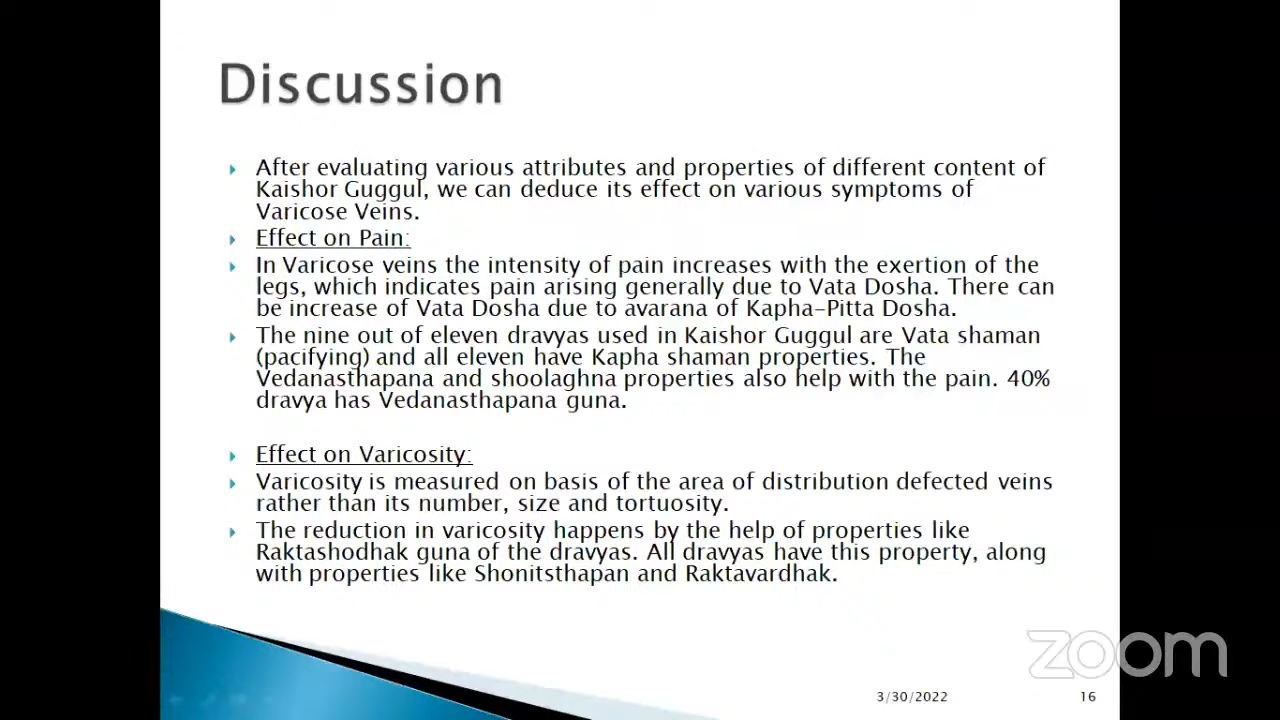 Discussion
After evaluating various attributes and properties of different content of
Kaishor Guggul, we can deduce its effect on various symptoms of
Varicose Veins.
Effect on Pain:
In Varicose veins the intensity of pain increases with the exertion of the
legs, which indicates pain arising generally due to Vata Dosha. There can
be increase of Vata Dosha due to avarana of Kapha-Pitta Dosha.
The nine out of eleven dravyas used in Kaishor Guggul are Vata shaman
(pacifying) and all eleven have Kapha shaman properties. The
Vedanasthapana and shoolaghna properties also help with the pain. 40%
dravya has Vedanasthapana guna.
Effect on Varicosity:
Varicosity is measured on basis of the area of distribution defected veins
rather than its number, size and tortuosity.
The reduction in varicosity happens by the help of properties like
Raktashodhak guna of the dravyas. All dravyas have this property, along
with properties like Shonitsthapan and Raktavardhak.
zoom
3/30/2022 16